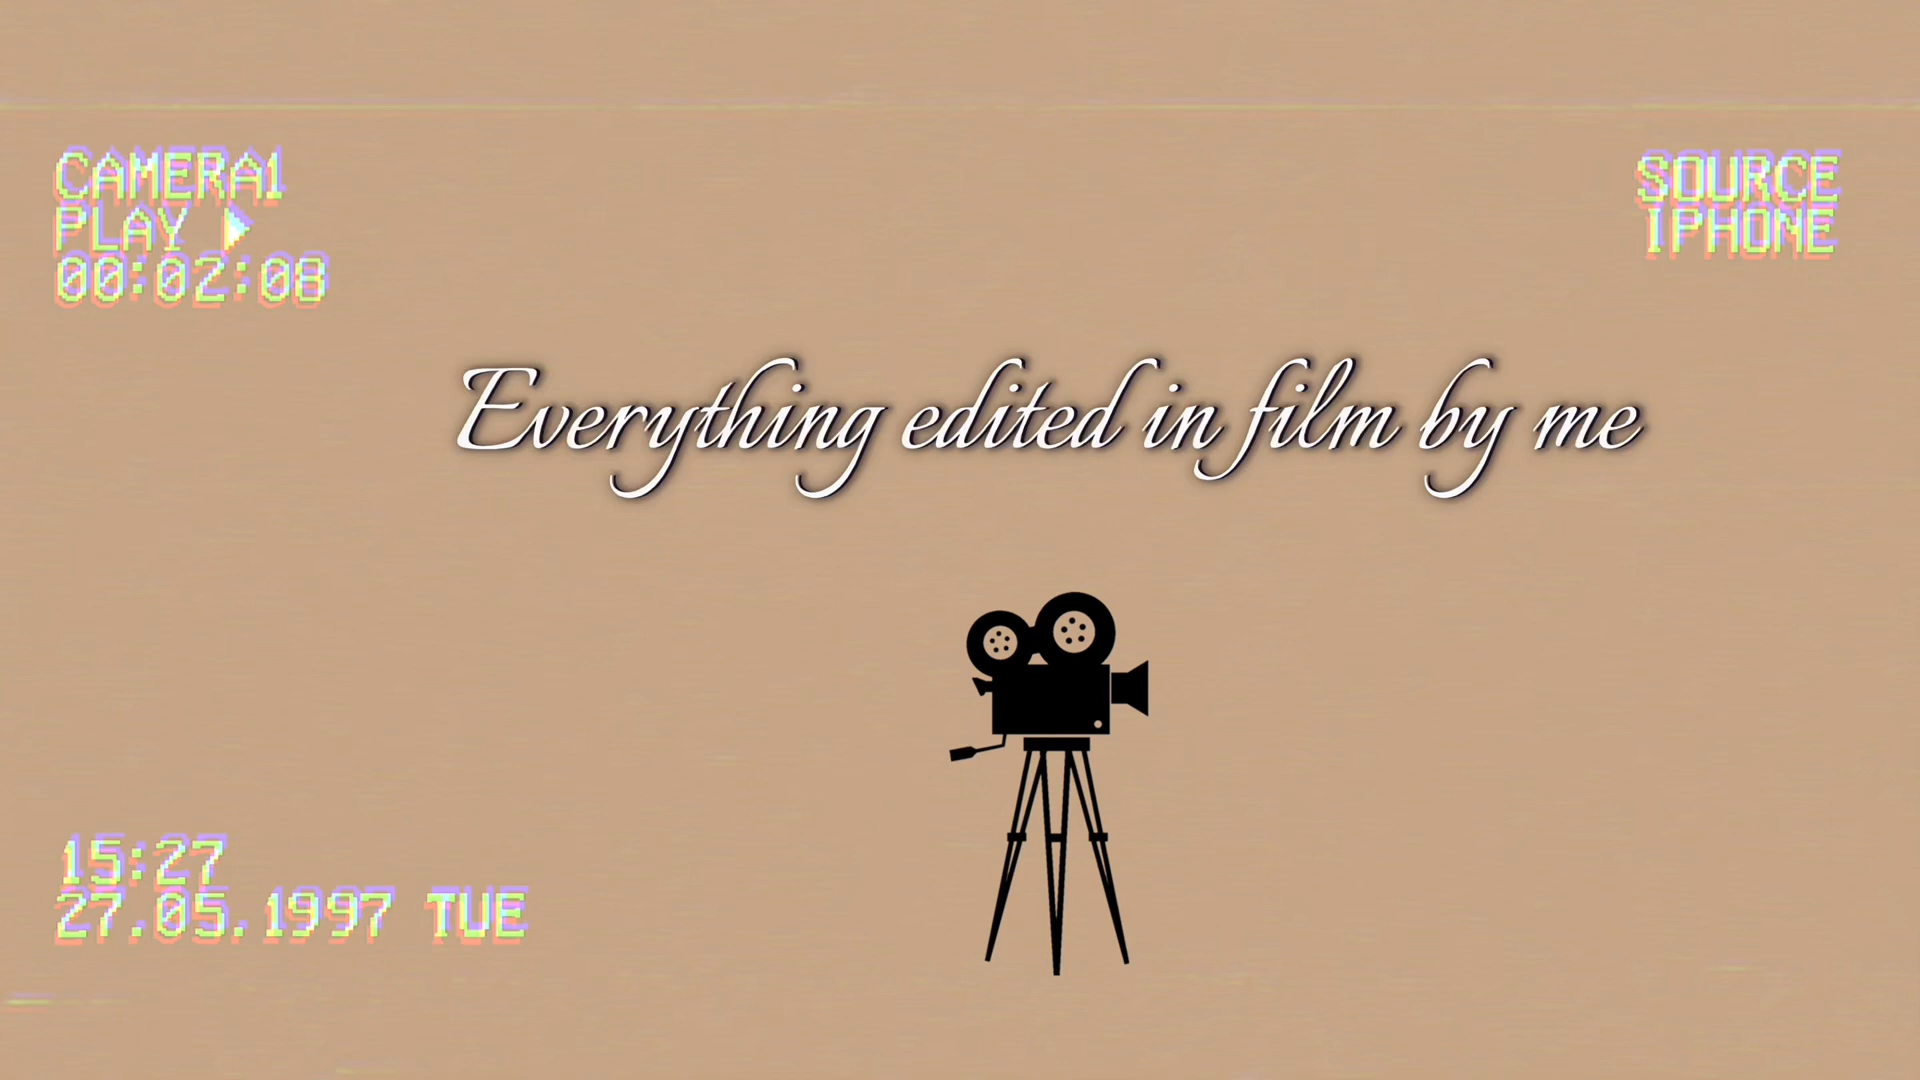 CAMERA1
PLAY
00:02:08
SOURCE
IPHONE
Everything edited in film by me
15:27
27.05.1997 TUE